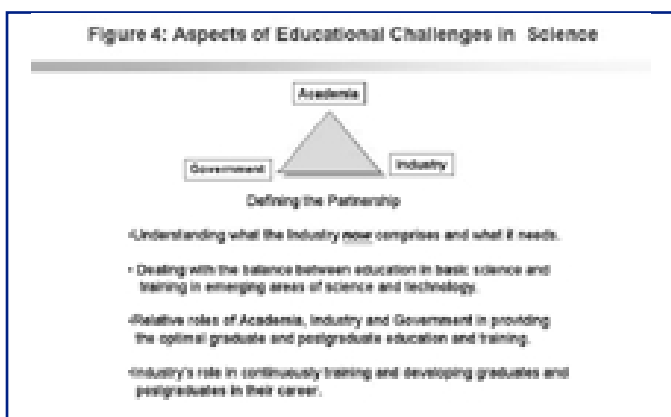 Figure 4: Aspects of Educational Challenges in Science
Academia
Government
Industry
Defining the Partnership
•Understanding what the Industry now comprises and what it needs.
• Dealing with the balance between education in basic science and
training in emerging areas of science and technology.
•Relative roles of Academia, Industry and Government in providing
the optimal graduate and postgraduate education and training.
•Industry's role in continuously training and developing graduates and
postgraduates in their career.